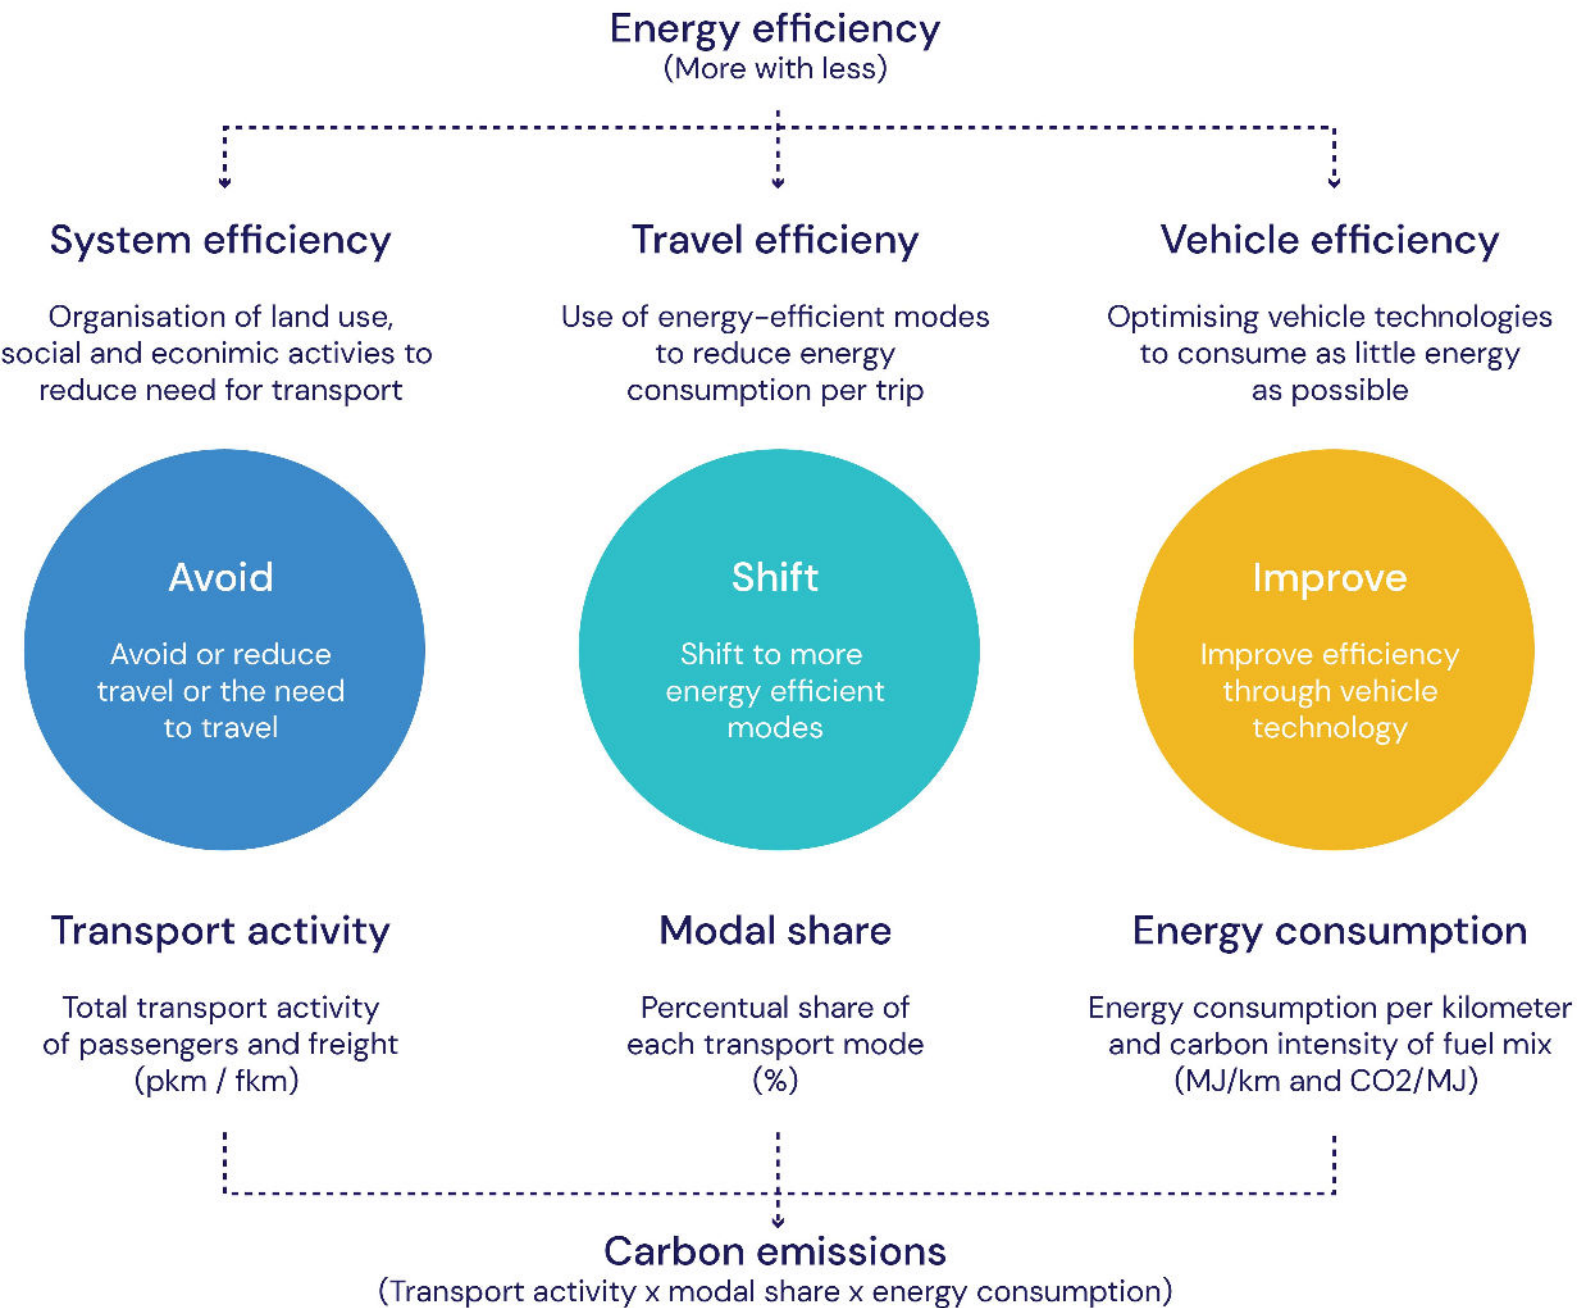 Energy efficiency
(More with less)
System efficiency
Organisation of land use,
social and econimic activies to
reduce need for transport
Travel efficieny
Use of energy-efficient modes
to reduce energy
consumption per trip
Vehicle efficiency
Optimising vehicle technologies
to consume as little energy
as possible
Avoid
Avoid or reduce
travel or the need
to travel
Shift
Shift to more
energy efficient
modes
Improve
Improve efficiency
through vehicle
technology
Transport activity
Total transport activity
of passengers and freight
(pkm / fkm)
Modal share
Percentual share of
each transport mode
(%)
Energy consumption
Energy consumption per kilometer
and carbon intensity of fuel mix
(MJ/km and CO2/MJ)
Carbon emissions
(Transport activity x modal share x energy consumption)